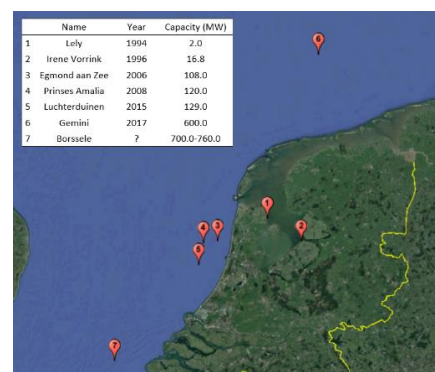 Name Year Capacity (MW)
1 Lely 1994 2.0
2 Irene Vorrink 1996 16.8
3 Egmond aan Zee 2006 108.0
4 Prinses Amalia 2008 120.0
5 Luchterduinen 2015 129.0
6 Gemini 2017 600.0
7 Borssele ? 700.0-760.0
6
1
2
4 3
5
7